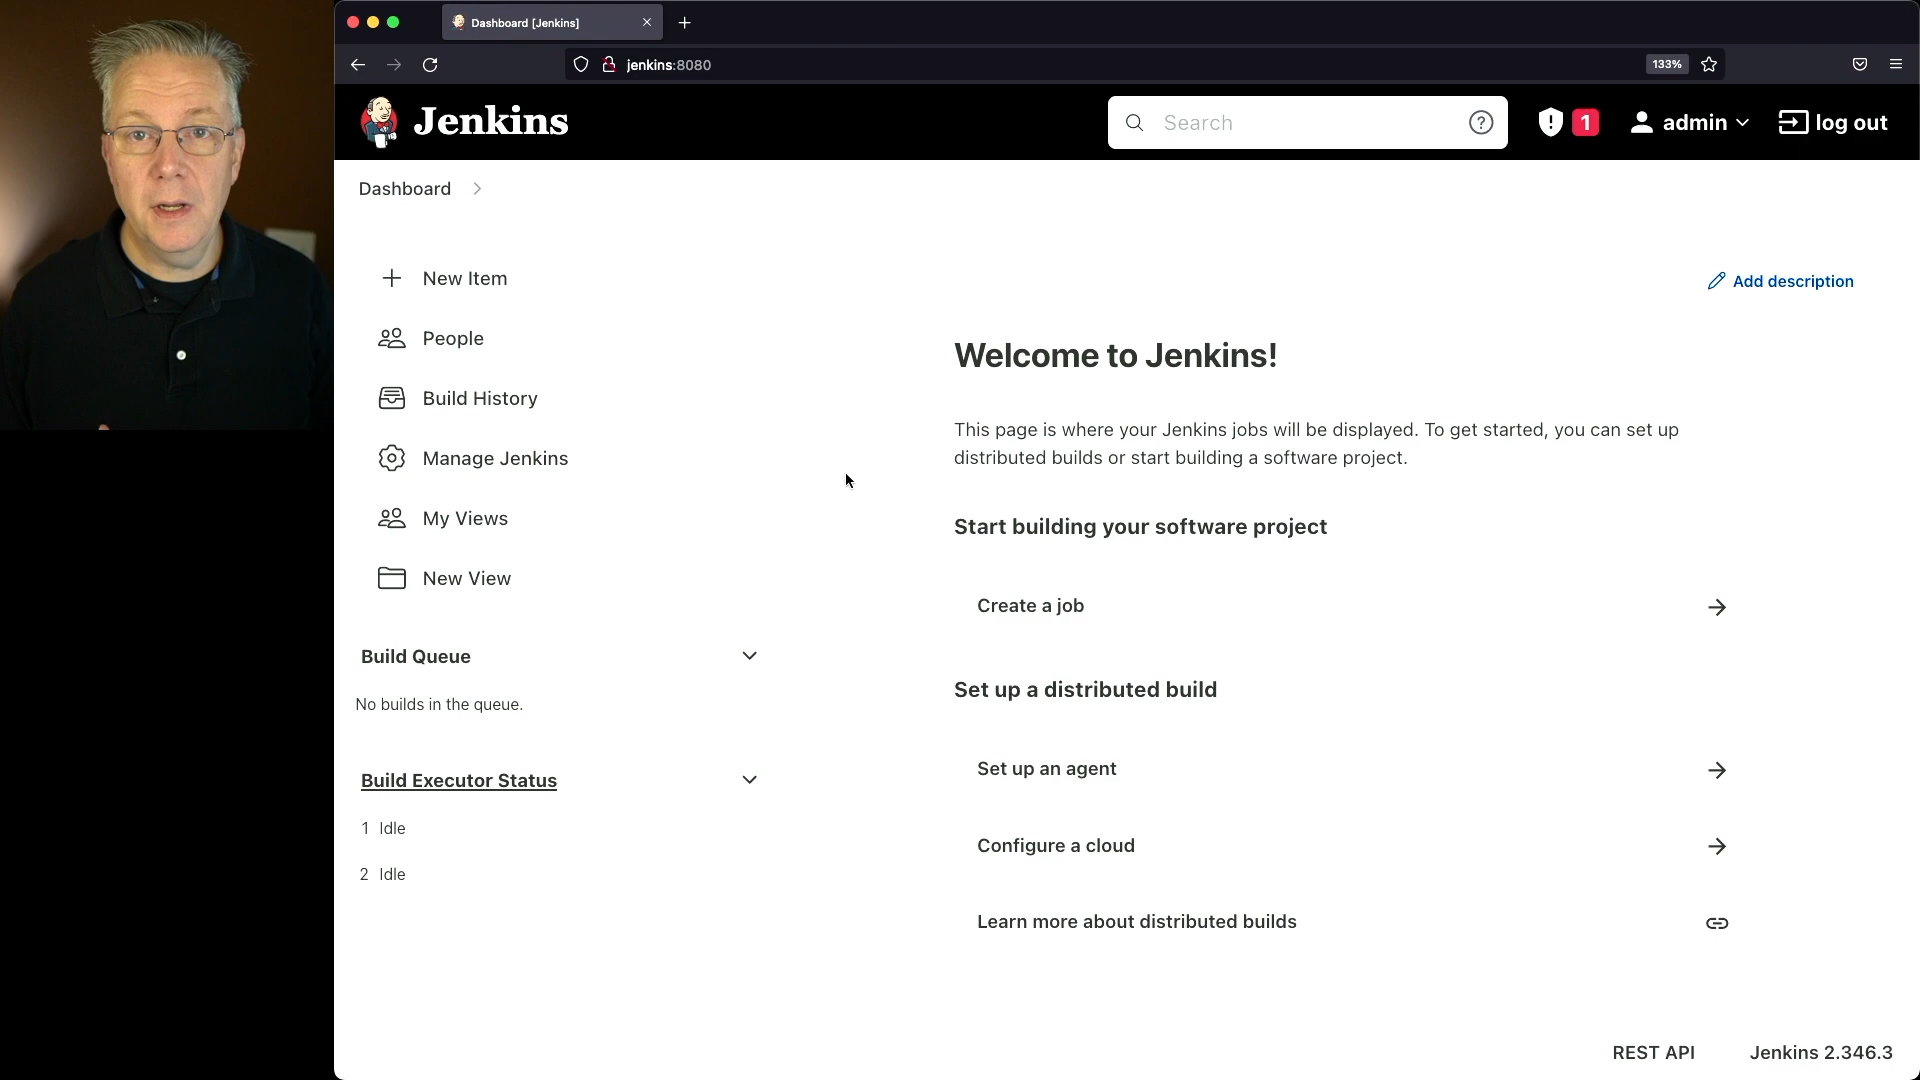 Dashboard [Jenkins]
jenkins:8080
133%
Jenkins
Search
1
admin
log out
Dashboard
New Item
People
Build History
Manage Jenkins
My Views
New View
Build Queue
No builds in the queue.
Build Executor Status
1 Idle
2 Idle
Add description
Welcome to Jenkins!
This page is where your Jenkins jobs will be displayed. To get started, you can set up
distributed builds or start building a software project.
Start building your software project
Create a job
Set up a distributed build
Set up an agent
Configure a cloud
Learn more about distributed builds
REST API
Jenkins 2.346.3